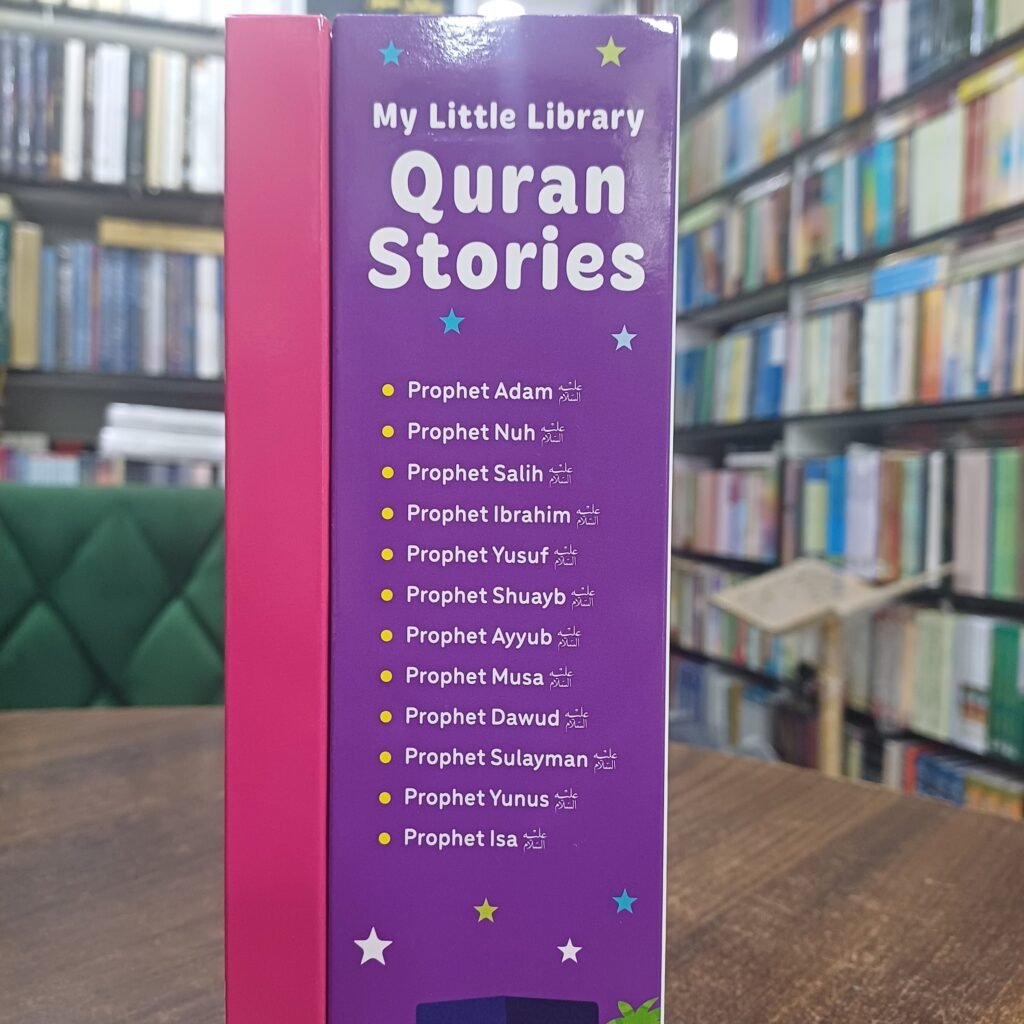 My Little Library
Quran
Stories
Prophet Adam عليه السلام
Prophet Nuh عليه السلام
Prophet Salih عليه السلام
Prophet Ibrahim عليه السلام
Prophet Yusuf عليه السلام
Prophet Shuayb عليه السلام
Prophet Ayyub عليه السلام
Prophet Musa عليه السلام
Prophet Dawud عليه السلام
Prophet Sulayman عليه السلام
Prophet Yunus عليه السلام
Prophet Isa عليه السلام